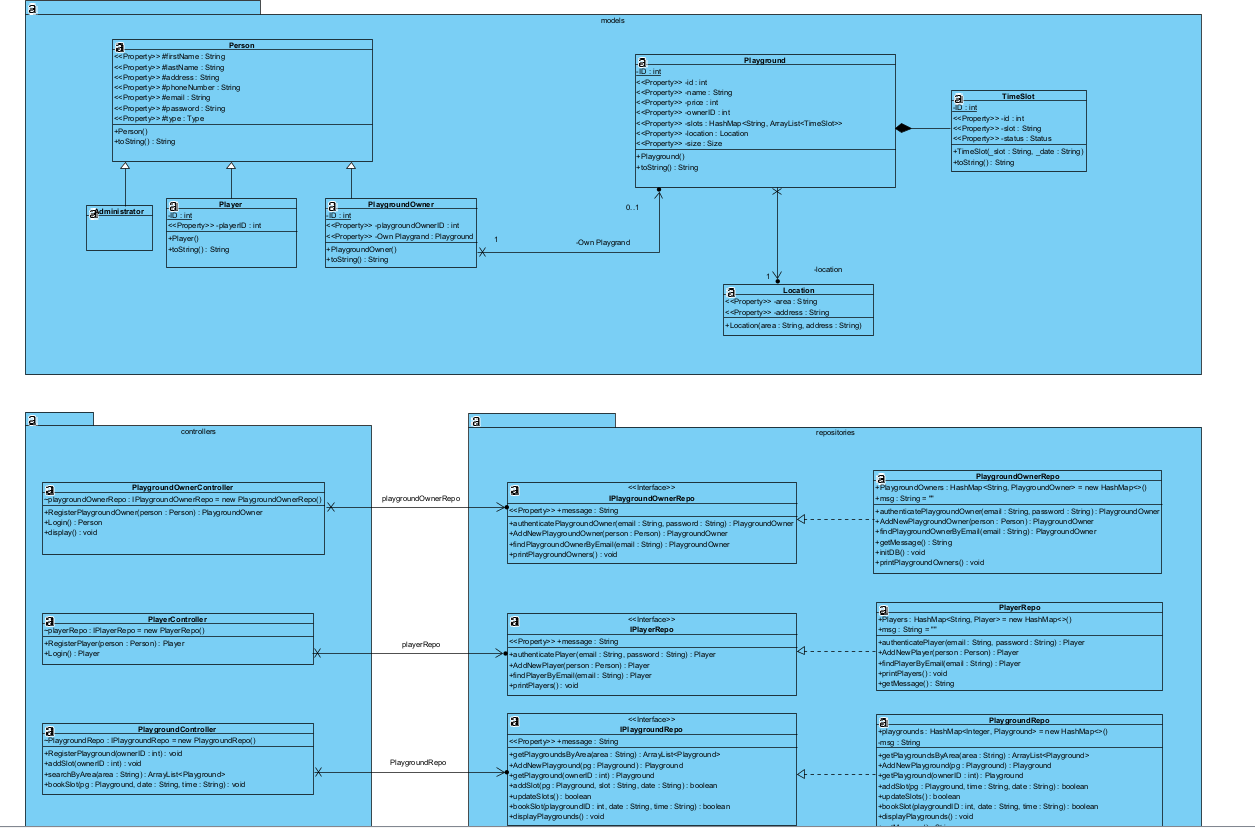 a
models
a
Person
<<Property>> #firstName : String
<<Property>> #lastName : String
<<Property>> #address : String
<<Property>> #phoneNumber : String
<<Property>> #email : String
<<Property>> #password : String
<<Property>> #type : Type
+Person()
+toString() : String
a
Administrator
a
Player
-ID : int
<<Property>> -playerID : int
+Player()
+toString() : String
a
PlaygroundOwner
-ID : int
<<Property>> -playgroundOwnerID : int
<<Property>> -Own Playgrand : Playground
+PlaygroundOwner()
+toString() : String
1
-Own Playgrand
0..1
a
Playground
-ID : int
<<Property>> -id : int
<<Property>> -name : String
<<Property>> -price : int
<<Property>> -ownerID : int
<<Property>> -slots : HashMap<String, ArrayList<TimeSlot>>
<<Property>> -location : Location
<<Property>> -size : Size
+Playground()
+toString() : String
a
TimeSlot
-ID : int
<<Property>> -id : int
<<Property>> -slot : String
<<Property>> -status : Status
+TimeSlot(_slot : String, _date : String)
+toString() : String
1
-location
a
Location
<<Property>> -area : String
<<Property>> -address : String
+Location(area : String, address : String)
a
controllers
a
PlaygroundOwnerController
~playgroundOwnerRepo : IPlaygroundOwnerRepo = new PlaygroundOwnerRepo()
+RegisterPlaygroundOwner(person : Person) : PlaygroundOwner
+Login() : Person
+display() : void
a
PlayerController
~playerRepo : IPlayerRepo = new PlayerRepo()
+RegisterPlayer(person : Person) : Player
+Login() : Player
a
PlaygroundController
~PlaygroundRepo : IPlaygroundRepo = new PlaygroundRepo()
+RegisterPlayground(ownerID : int) : void
+addSlot(ownerID : int) : void
+searchByArea(area : String) : ArrayList<Playground>
+bookSlot(pg : Playground, date : String, time : String) : void
playgroundOwnerRepo
playerRepo
PlaygroundRepo
a
repositories
a
<<Interface>>
IPlaygroundOwnerRepo
<<Property>> +message : String
+authenticatePlaygroundOwner(email : String, password : String) : PlaygroundOwner
+AddNewPlaygroundOwner(person : Person) : PlaygroundOwner
+findPlaygroundOwnerByEmail(email : String) : PlaygroundOwner
+printPlaygroundOwners() : void
a
PlaygroundOwnerRepo
+PlaygroundOwners : HashMap<String, PlaygroundOwner> = new HashMap<>()
+msg : String = ""
+authenticatePlaygroundOwner(email : String, password : String) : PlaygroundOwner
+AddNewPlaygroundOwner(person : Person) : PlaygroundOwner
+findPlaygroundOwnerByEmail(email : String) : PlaygroundOwner
+getMessage() : String
+initDB() : void
+printPlaygroundOwners() : void
a
<<Interface>>
IPlayerRepo
<<Property>> +message : String
+authenticatePlayer(email : String, password : String) : Player
+AddNewPlayer(person : Person) : Player
+findPlayerByEmail(email : String) : Player
+printPlayers() : void
a
PlayerRepo
+Players : HashMap<String, Player> = new HashMap<>()
+msg : String = ""
+authenticatePlayer(email : String, password : String) : Player
+AddNewPlayer(person : Person) : Player
+findPlayerByEmail(email : String) : Player
+printPlayers() : void
+getMessage() : String
a
<<Interface>>
IPlaygroundRepo
<<Property>> +message : String
+getPlaygroundsByArea(area : String) : ArrayList<Playground>
+AddNewPlayground(pg : Playground) : Playground
+getPlayground(ownerID : int) : Playground
+addSlot(pg : Playground, slot : String, date : String) : boolean
+updateSlots() : boolean
+bookSlot(playgroundID : int, date : String, time : String) : boolean
+displayPlaygrounds() : void
a
PlaygroundRepo
+playgrounds : HashMap<Integer, Playground> = new HashMap<>()
-msg : String
+getPlaygroundsByArea(area : String) : ArrayList<Playground>
+AddNewPlayground(pg : Playground) : Playground
+getPlayground(ownerID : int) : Playground
+addSlot(pg : Playground, time : String, date : String) : boolean
+updateSlots() : boolean
+bookSlot(playgroundID : int, date : String, time : String) : boolean
+displayPlaygrounds() : void